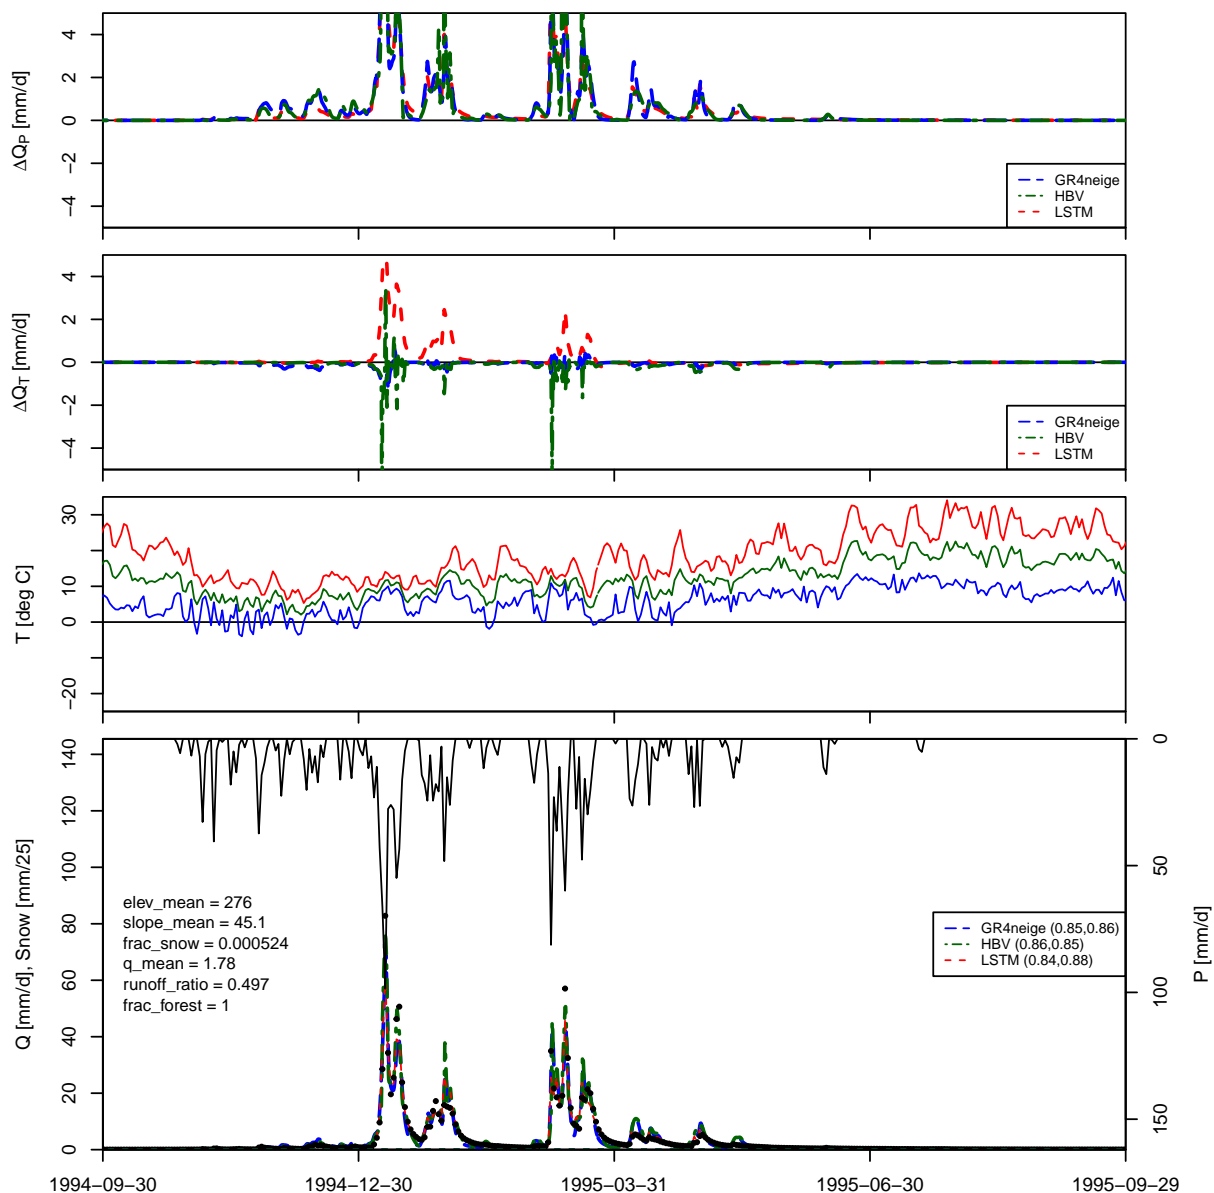 ΔQP [mm/d]
4
2
0
−2
−4
GR4neige
HBV
LSTM
ΔQT [mm/d]
4
2
0
−2
−4
GR4neige
HBV
LSTM
T [deg C]
30
10
0
−20
Q [mm/d], Snow [mm/25]
140
120
100
80
60
40
20
0
elev_mean = 276
slope_mean = 45.1
frac_snow = 0.000524
q_mean = 1.78
runoff_ratio = 0.497
frac_forest = 1
GR4neige (0.85,0.86)
HBV (0.86,0.85)
LSTM (0.84,0.88)
0
50
100
150
P [mm/d]
1994−09−30
1994−12−30
1995−03−31
1995−06−30
1995−09−29